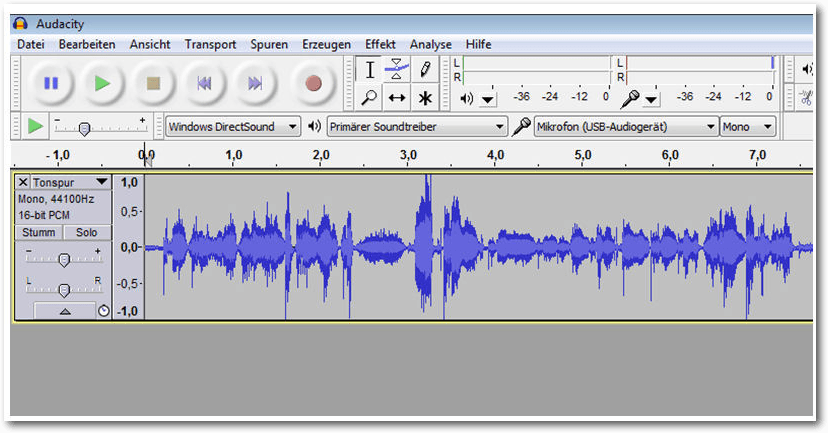 Audacity
Datei Bearbeiten Ansicht Transport Spuren Erzeugen Effekt Analyse Hilfe
L L
R R
-36 -24 -12 0 -36 -24 -12 0
- + Windows DirectSound Primärer Soundtreiber Mikrofon (USB-Audiogerät) Mono
- 1,0 0,0 1,0 2,0 3,0 4,0 5,0 6,0 7,0
X Tonspur 1,0
Mono, 44100Hz
16-bit PCM 0,5-
Stumm Solo
- + 0,0-
L R -0,5-
-1,0